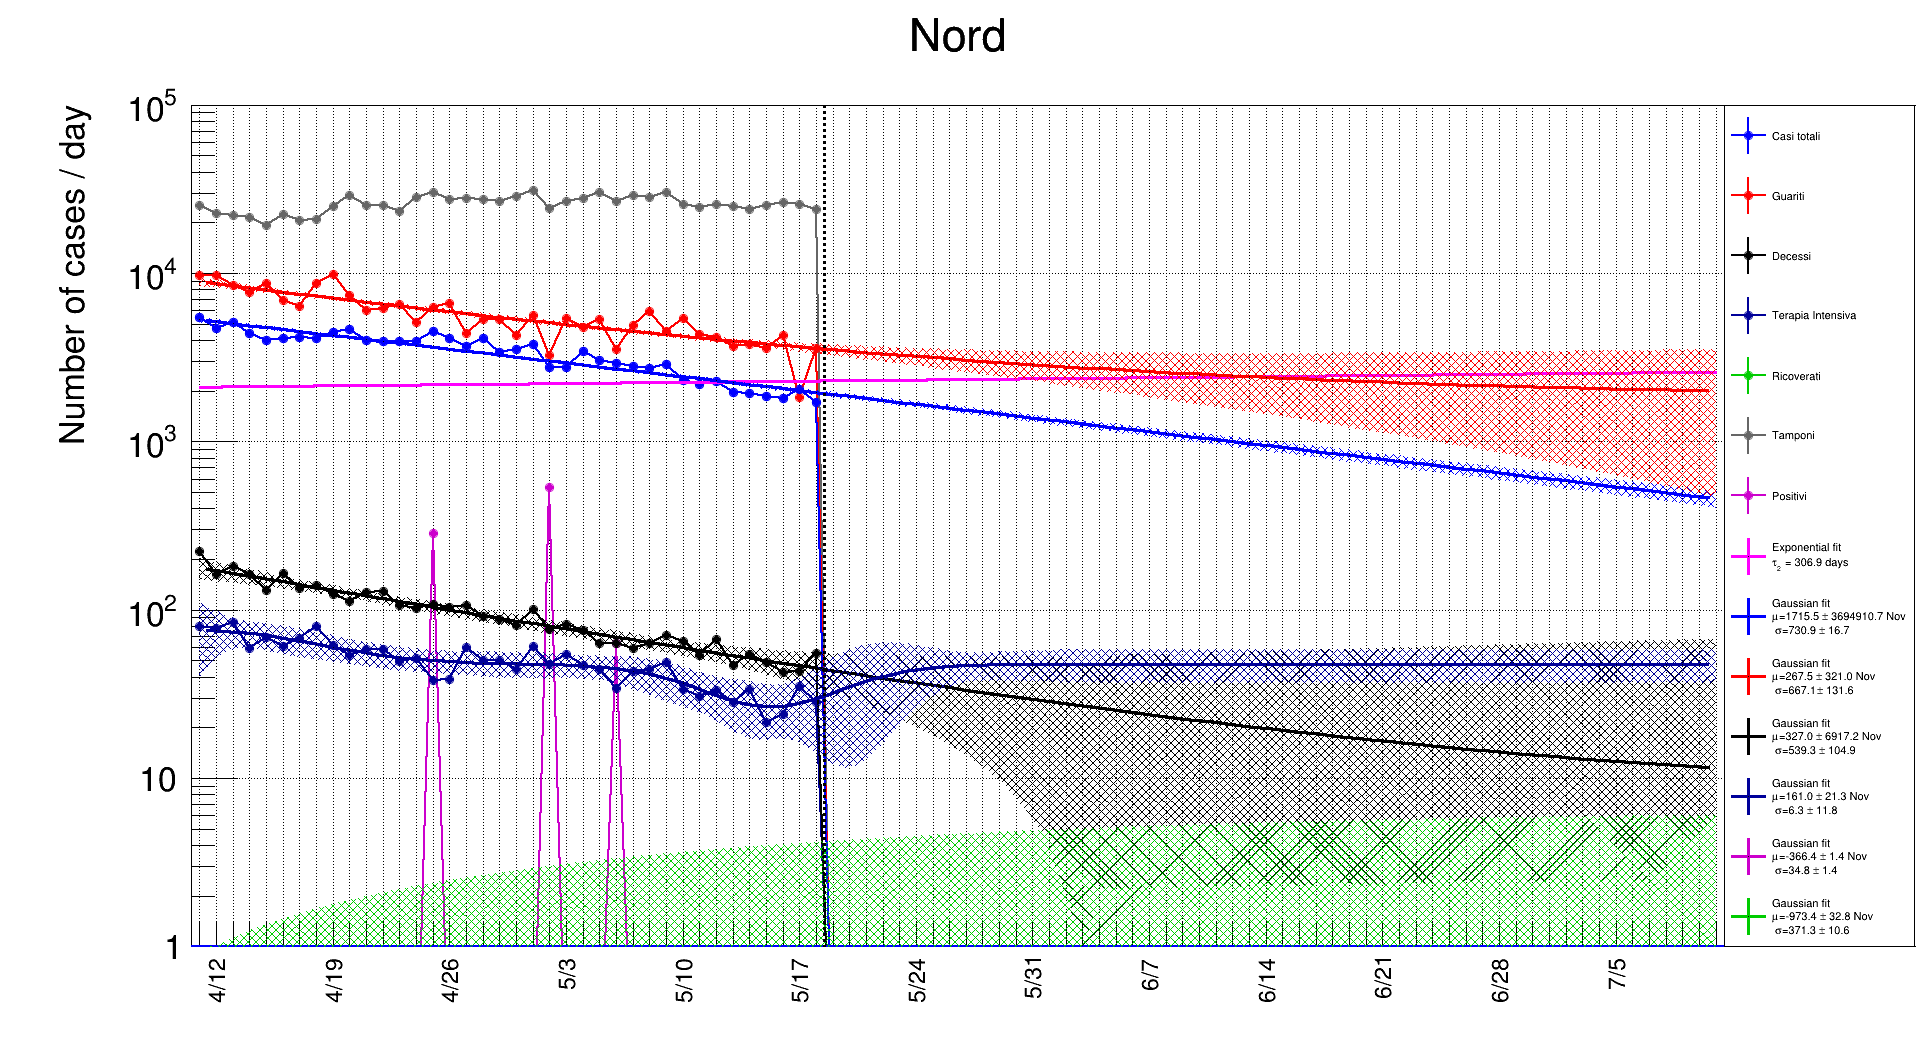 Nord
Number of cases / day
10^5
10^4
10^3
10^2
10
1
4/12
4/19
4/26
5/3
5/10
5/17
5/24
5/31
6/7
6/14
6/21
6/28
7/5
Casi totali
Guariti
Decessi
Terapia Intensiva
Ricoverati
Tamponi
Positivi
Exponential fit
τ_2 = 306.9 days
Gaussian fit
μ=1715.5 ± 3694910.7 Nov
σ=730.9 ± 16.7
Gaussian fit
μ=267.5 ± 321.0 Nov
σ=667.1 ± 131.6
Gaussian fit
μ=327.0 ± 6917.2 Nov
σ=539.3 ± 104.9
Gaussian fit
μ=161.0 ± 21.3 Nov
σ=6.3 ± 11.8
Gaussian fit
μ=-366.4 ± 1.4 Nov
σ=34.8 ± 1.4
Gaussian fit
μ=-973.4 ± 32.8 Nov
σ=371.3 ± 10.6